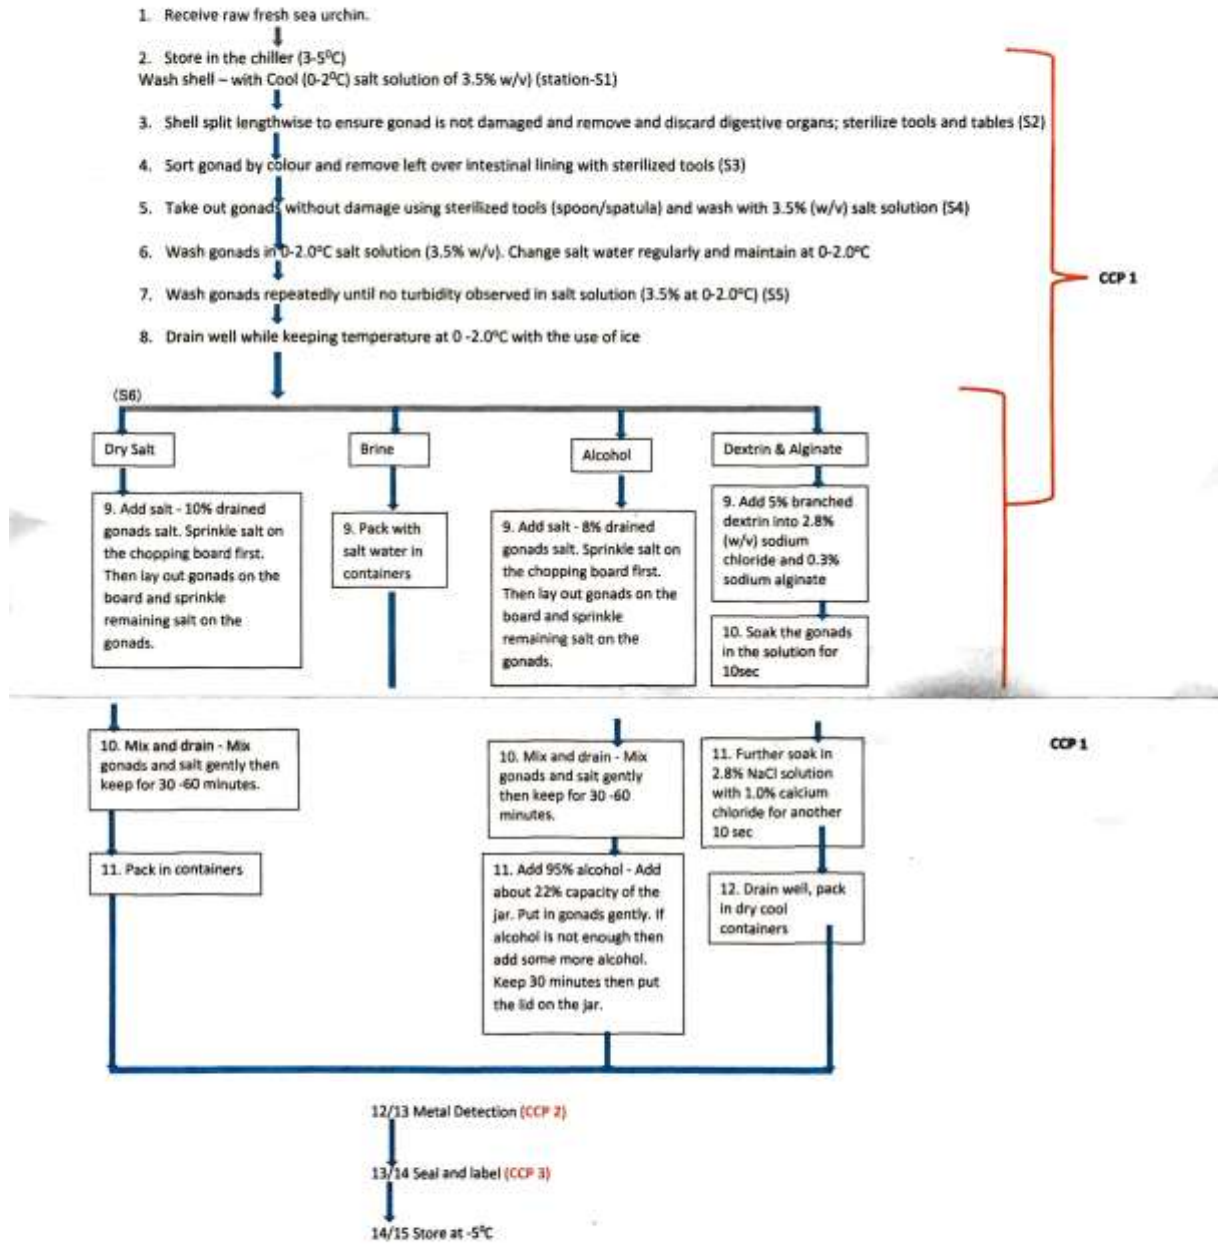 1. Receive raw fresh sea urchin.
2. Store in the chiller (3-5⁰C)
Wash shell – with Cool (0-2⁰C) salt solution of 3.5% w/v) (station-S1)
3. Shell split lengthwise to ensure gonad is not damaged and remove and discard digestive organs; sterilize tools and tables (S2)
4. Sort gonad by colour and remove left over intestinal lining with sterilized tools (S3)
5. Take out gonads without damage using sterilized tools (spoon/spatula) and wash with 3.5% (w/v) salt solution (S4)
6. Wash gonads in 0-2.0⁰C salt solution (3.5% w/v). Change salt water regularly and maintain at 0-2.0⁰C
7. Wash gonads repeatedly until no turbidity observed in salt solution (3.5% at 0-2.0⁰C) (S5)
8. Drain well while keeping temperature at 0 -2.0⁰C with the use of ice
CCP 1
(S6)
Dry Salt
9. Add salt - 10% drained
gonads salt. Sprinkle salt on
the chopping board first.
Then lay out gonads on the
board and sprinkle
remaining salt on the
gonads.
Brine
9. Pack with
salt water in
containers
Alcohol
9. Add salt - 8% drained
gonads salt. Sprinkle salt on
the chopping board first.
Then lay out gonads on the
board and sprinkle
remaining salt on the
gonads.
Dextrin & Alginate
9. Add 5% branched
dextrin into 2.8%
(w/v) sodium
chloride and 0.3%
sodium alginate
10. Soak the gonads
in the solution for
10sec
10. Mix and drain - Mix
gonads and salt gently then
keep for 30 -60 minutes.
11. Pack in containers
10. Mix and drain - Mix
gonads and salt gently
then keep for 30 -60
minutes.
11. Add 95% alcohol - Add
about 22% capacity of the
jar. Put in gonads gently. If
alcohol is not enough then
add some more alcohol.
Keep 30 minutes then put
the lid on the jar.
11. Further soak in
2.8% NaCl solution
with 1.0% calcium
chloride for another
10 sec
12. Drain well, pack
in dry cool
containers
CCP 1
12/13 Metal Detection (CCP 2)
13/14 Seal and label (CCP 3)
14/15 Store at -5⁰C